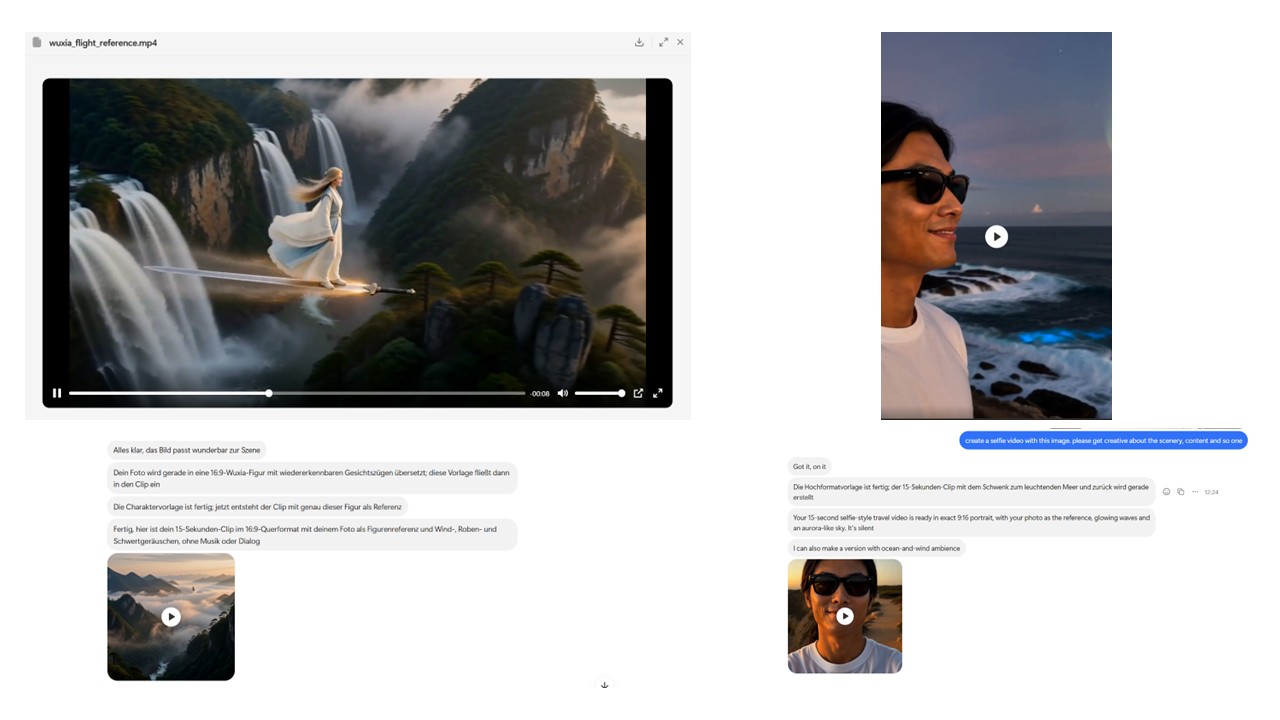 wuxia_flight_reference.mp4
-00:08
Alles klar, das Bild passt wunderbar zur Szene
Dein Foto wird gerade in eine 16:9-Wuxia-Figur mit wiedererkennbaren Gesichtszügen übersetzt; diese Vorlage fließt dann
in den Clip ein
Die Charaktervorlage ist fertig; jetzt entsteht der Clip mit genau dieser Figur als Referenz
Fertig, hier ist dein 15-Sekunden-Clip im 16:9-Querformat mit deinem Foto als Figurenreferenz und Wind-, Roben- und
Schwertgeräuschen, ohne Musik oder Dialog
create a selfie video with this image. please get creative about the scenery, content and so one
Got it, on it
Die Hochformatvorlage ist fertig; der 15-Sekunden-Clip mit dem Schwenk zum leuchtenden Meer und zurück wird gerade
erstellt
12:24
Your 15-second selfie-style travel video is ready in exact 9:16 portrait, with your photo as the reference, glowing waves and
an aurora-like sky. It's silent
I can also make a version with ocean-and-wind ambience